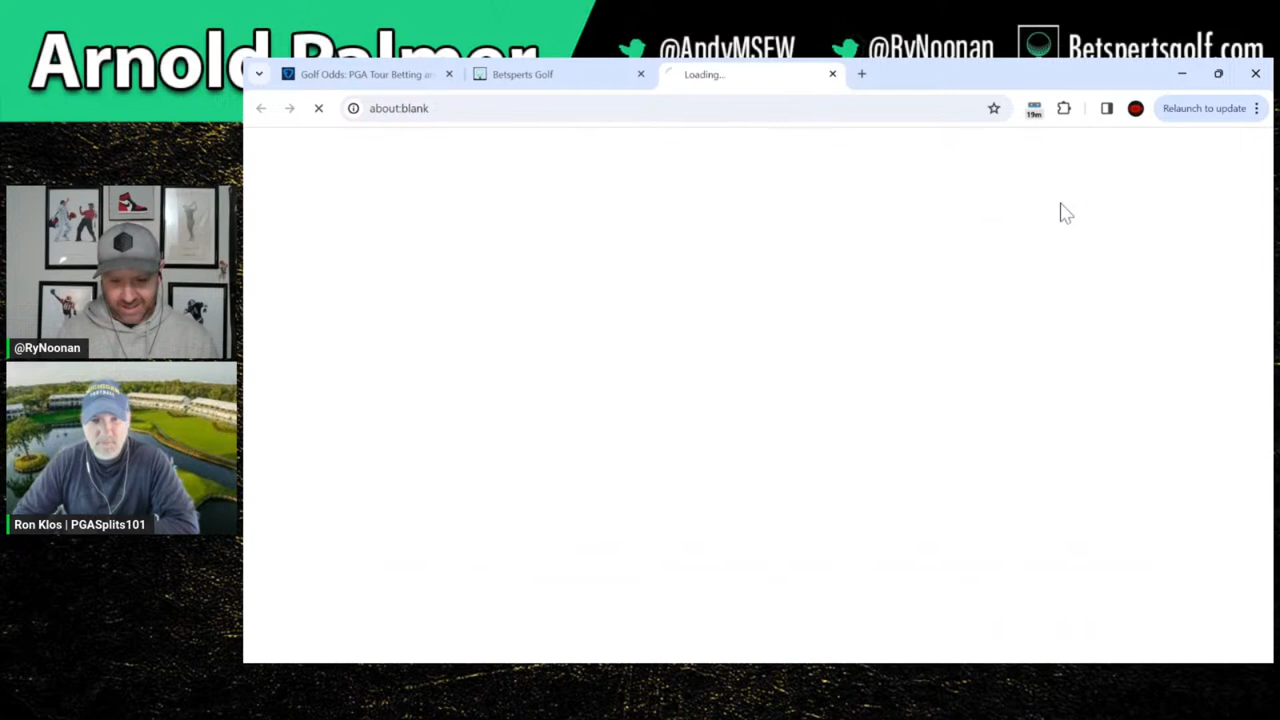 Arnold Palmer
@AndyMSFW
@RyNoonan
Betspertsgolf.com
Golf Odds: PGA Tour Betting a
Betsperts Golf
Loading...
about:blank
19m
Relaunch to update
@RyNoonan
Ron Klos | PGASplits101